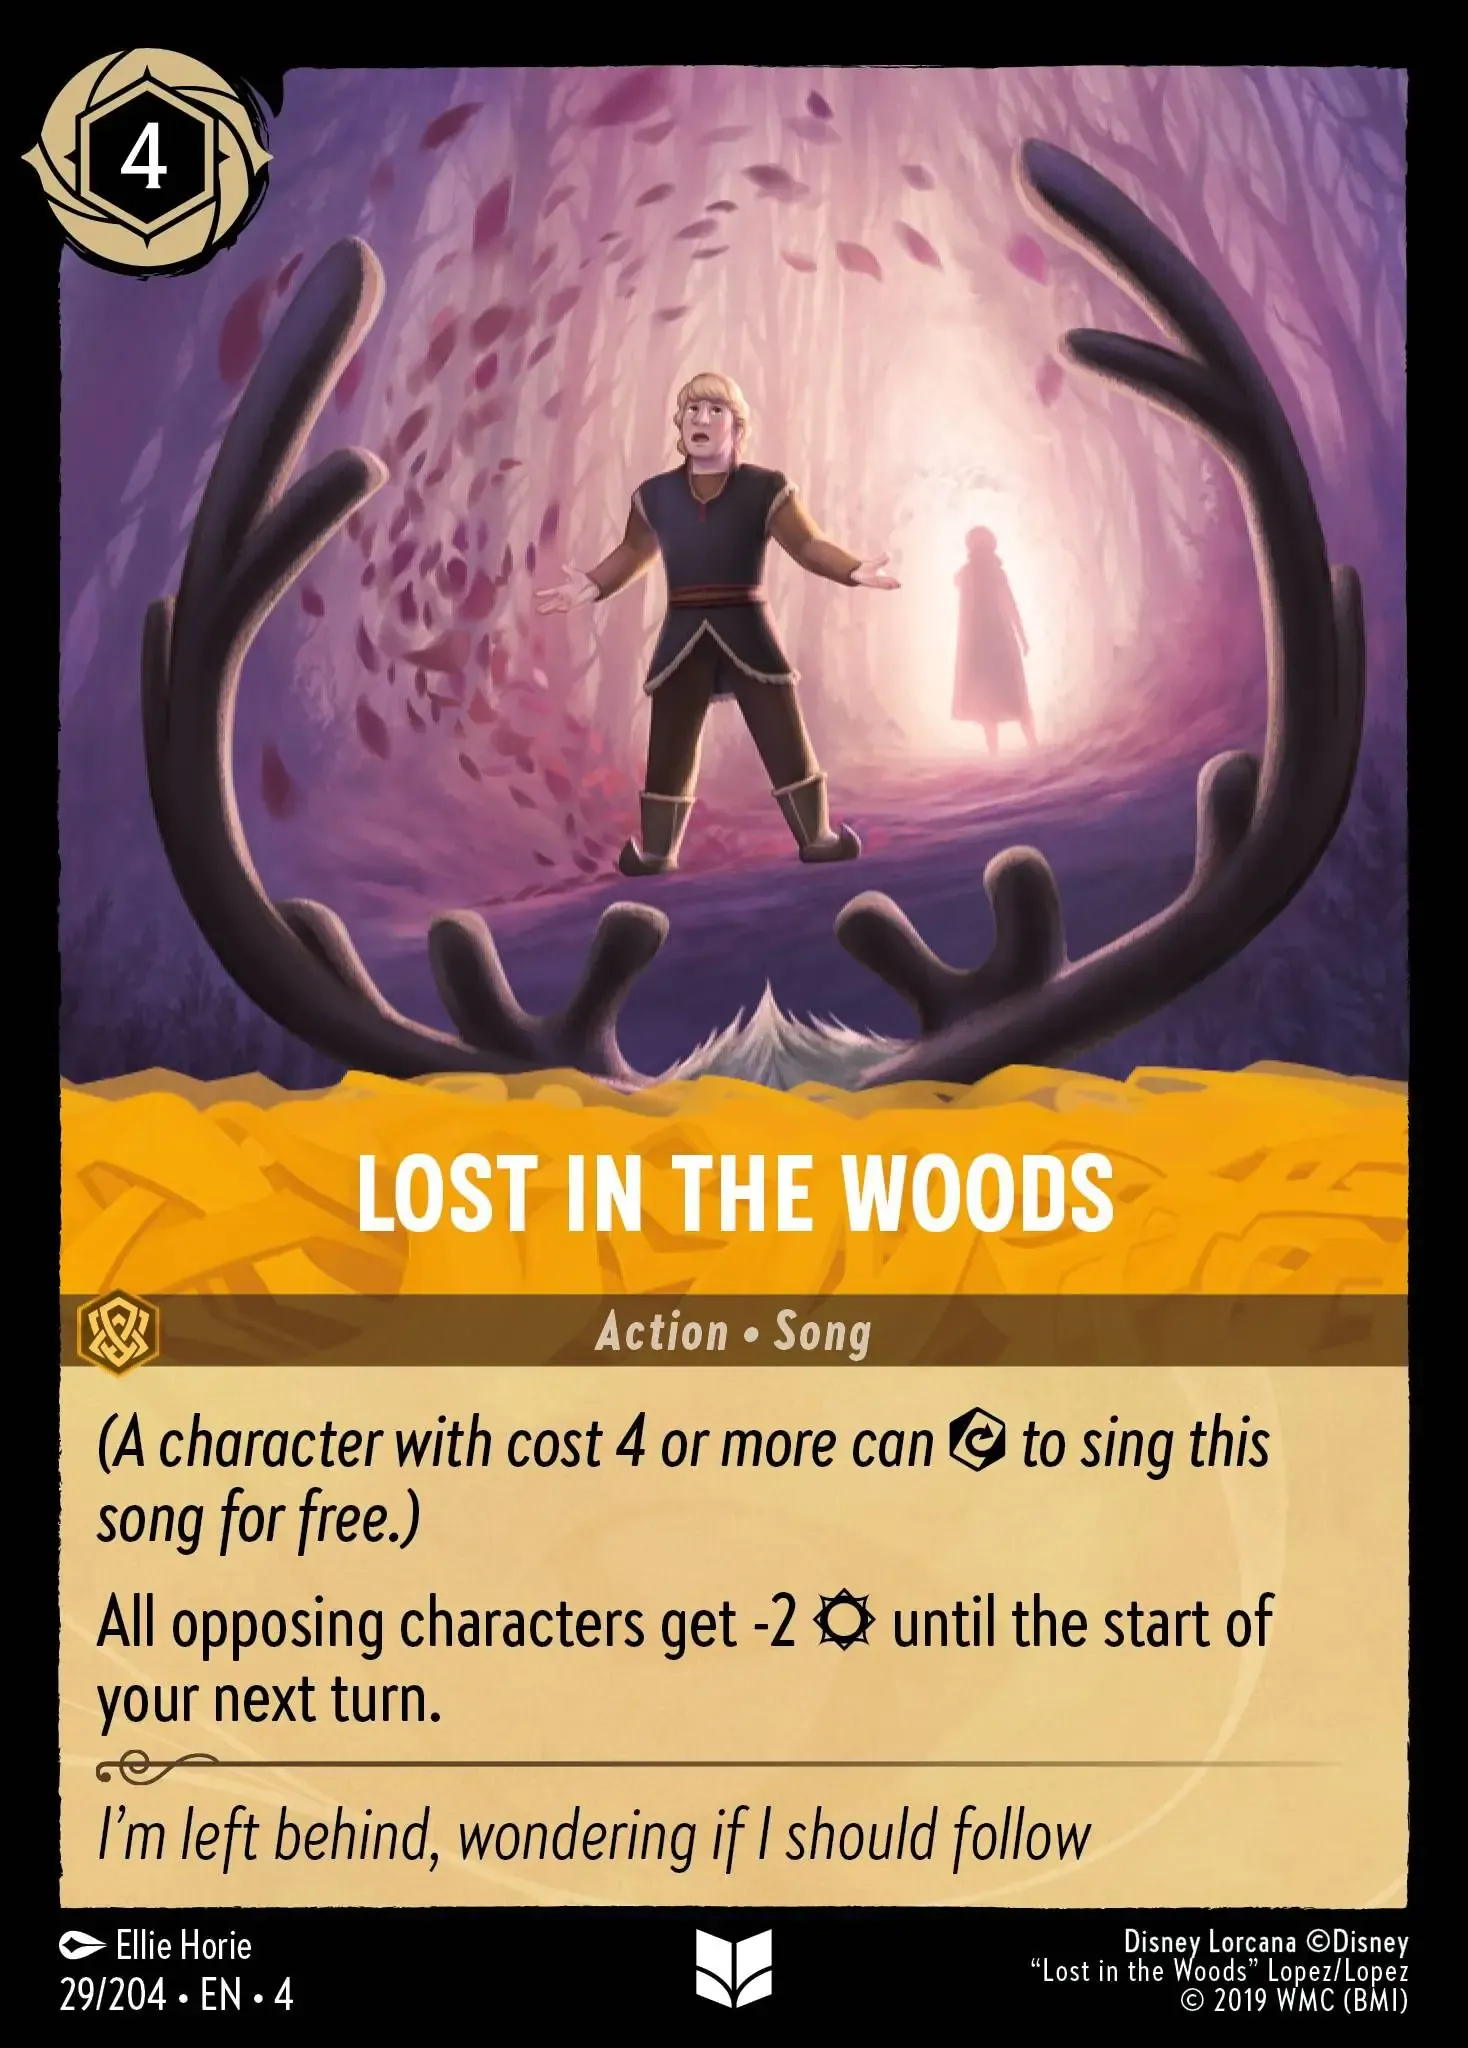 4
LOST IN THE WOODS
Action • Song
(A character with cost 4 or more can to sing this
song for free.)
All opposing characters get -2 until the start of
your next turn.
I’m left behind, wondering if I should follow
Ellie Horie
29/204 • EN • 4
Disney Lorcana ©Disney
“Lost in the Woods” Lopez/Lopez
© 2019 WMC (BMI)